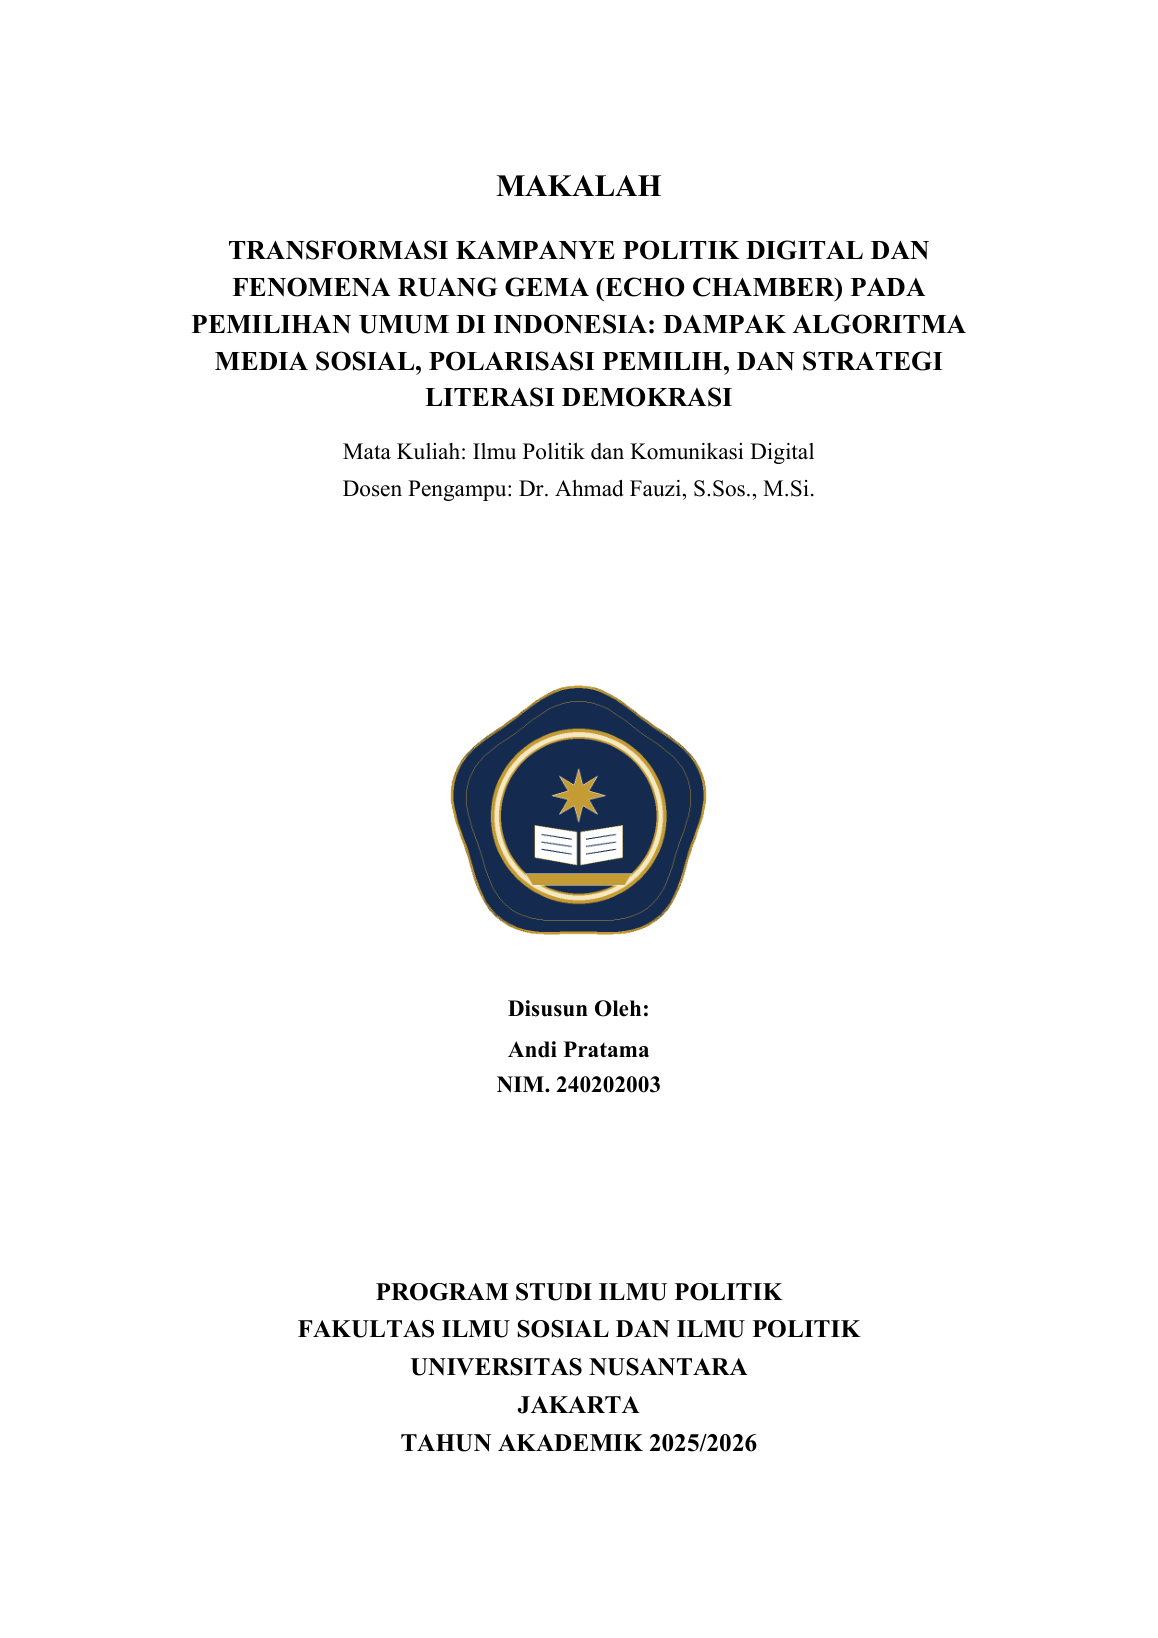 MAKALAH
TRANSFORMASI KAMPANYE POLITIK DIGITAL DAN
FENOMENA RUANG GEMA (ECHO CHAMBER) PADA
PEMILIHAN UMUM DI INDONESIA: DAMPAK ALGORITMA
MEDIA SOSIAL, POLARISASI PEMILIH, DAN STRATEGI
LITERASI DEMOKRASI
Mata Kuliah: Ilmu Politik dan Komunikasi Digital
Dosen Pengampu: Dr. Ahmad Fauzi, S.Sos., M.Si.
Disusun Oleh:
Andi Pratama
NIM. 240202003
PROGRAM STUDI ILMU POLITIK
FAKULTAS ILMU SOSIAL DAN ILMU POLITIK
UNIVERSITAS NUSANTARA
JAKARTA
TAHUN AKADEMIK 2025/2026